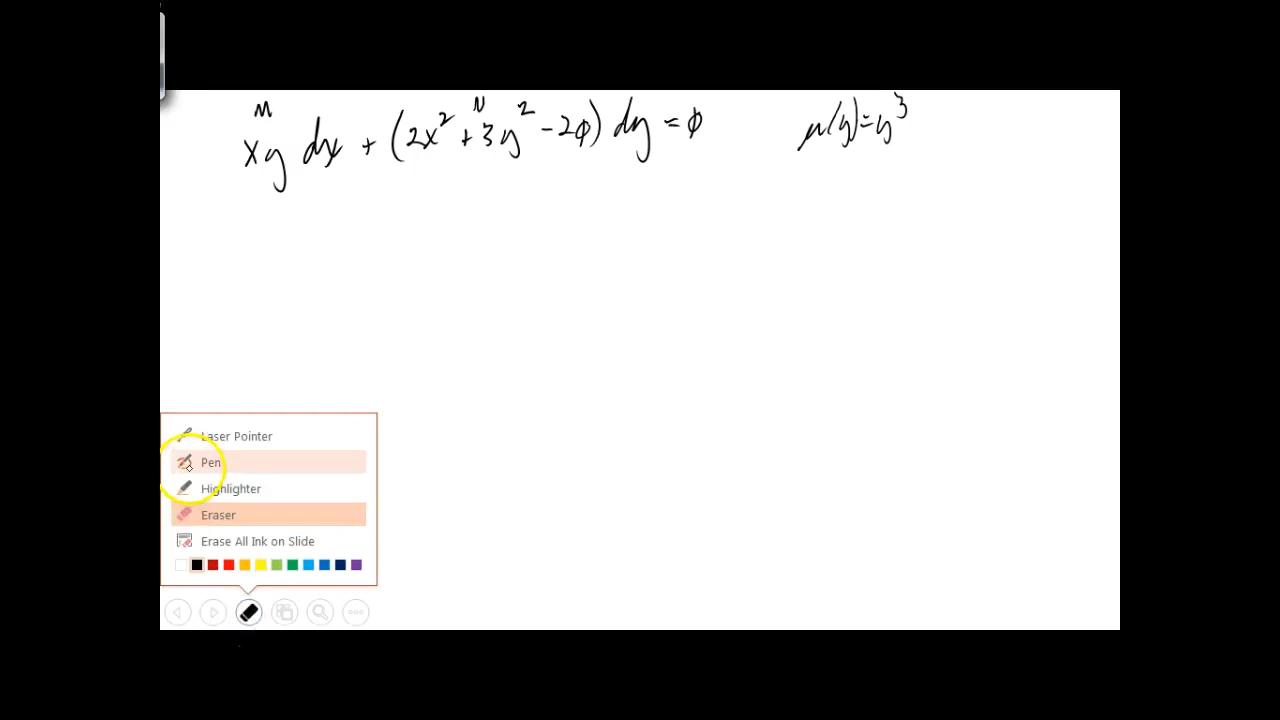 M N
xy dx + (2x² + 3y² - 2φ) dy = φ μ(y) = y³
Laser Pointer
Pen
Highlighter
Eraser
Erase All Ink on Slide